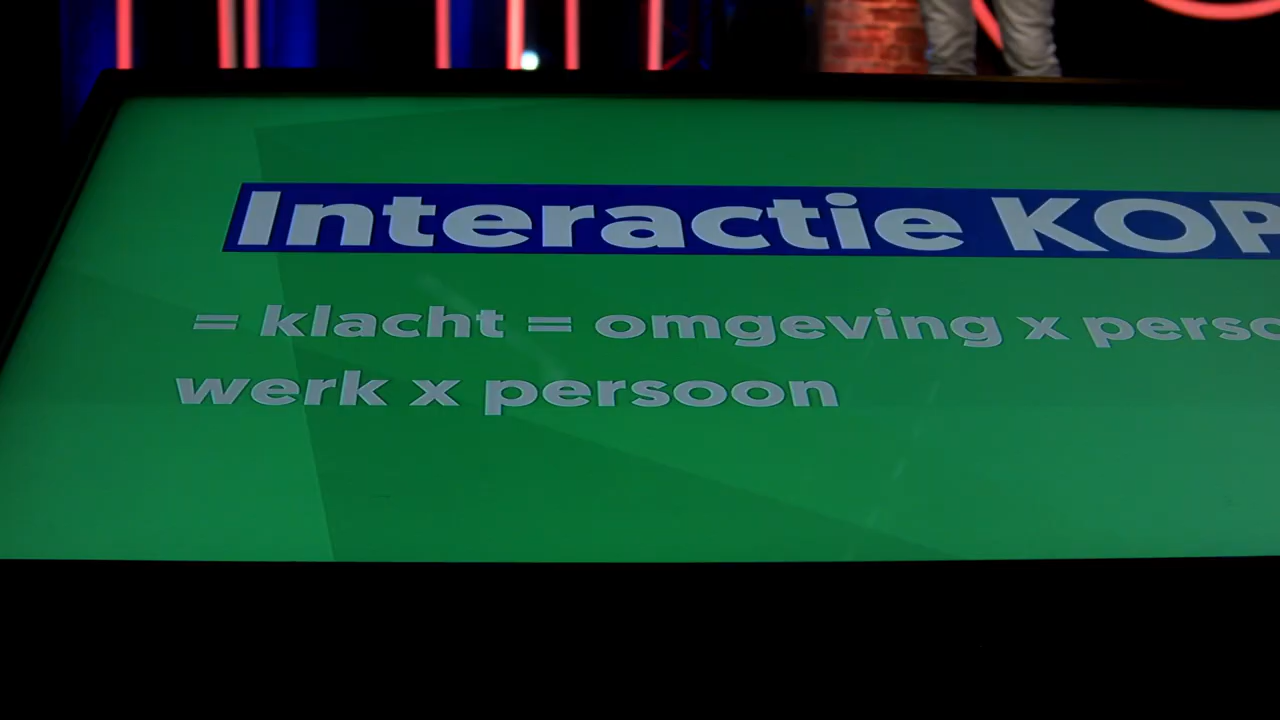 Interactie KOP
= klacht = omgeving x perso
werk x persoon